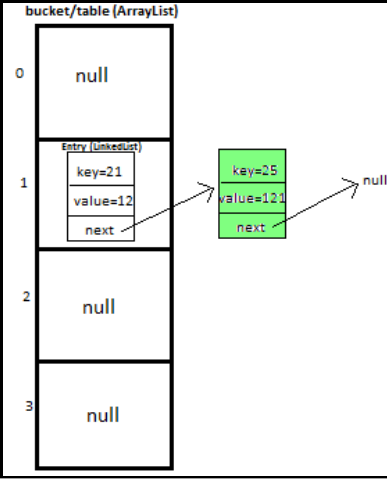 bucket/table (ArrayList)
0
null
Entry (LinkedList)
1
key=21
value=12
next
key=25
value=121
next
null
2
null
3
null